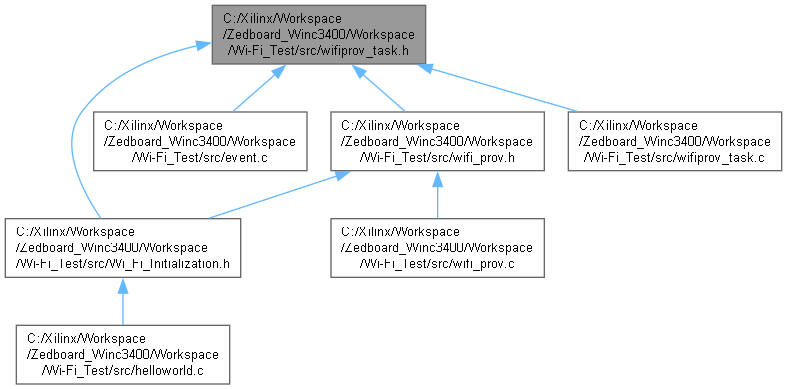 C:/Xilinx/Workspace
/Zedboard_Winc3400/Workspace
/Wi-Fi_Test/src/wifiprov_task.h
C:/Xilinx/Workspace
/Zedboard_Winc3400/Workspace
/Wi-Fi_Test/src/event.c
C:/Xilinx/Workspace
/Zedboard_Winc3400/Workspace
/Wi-Fi_Test/src/wifi_prov.h
C:/Xilinx/Workspace
/Zedboard_Winc3400/Workspace
/Wi-Fi_Test/src/wifiprov_task.c
C:/Xilinx/Workspace
/Zedboard_Winc3400/Workspace
/Wi-Fi_Test/src/Wi_Fi_Initialization.h
C:/Xilinx/Workspace
/Zedboard_Winc3400/Workspace
/Wi-Fi_Test/src/wifi_prov.c
C:/Xilinx/Workspace
/Zedboard_Winc3400/Workspace
/Wi-Fi_Test/src/helloworld.c